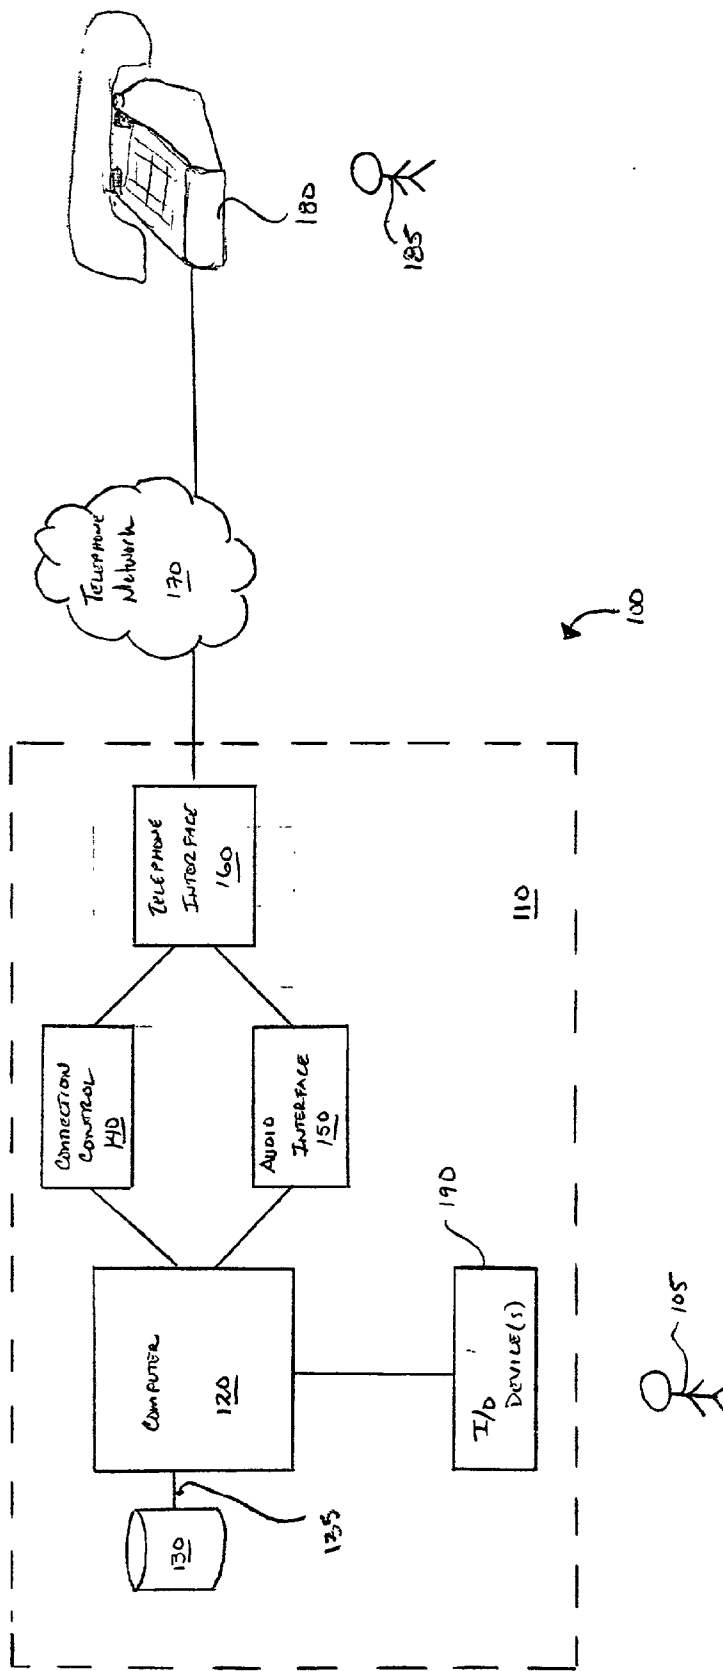 130
135
COMPUTER
120
I/O
DEVICE(S)
190
105
CONNECTION
CONTROL
140
AUDIO
INTERFACE
150
TELEPHONE
INTERFACE
160
110
100
TELEPHONE
Network
170
180
185